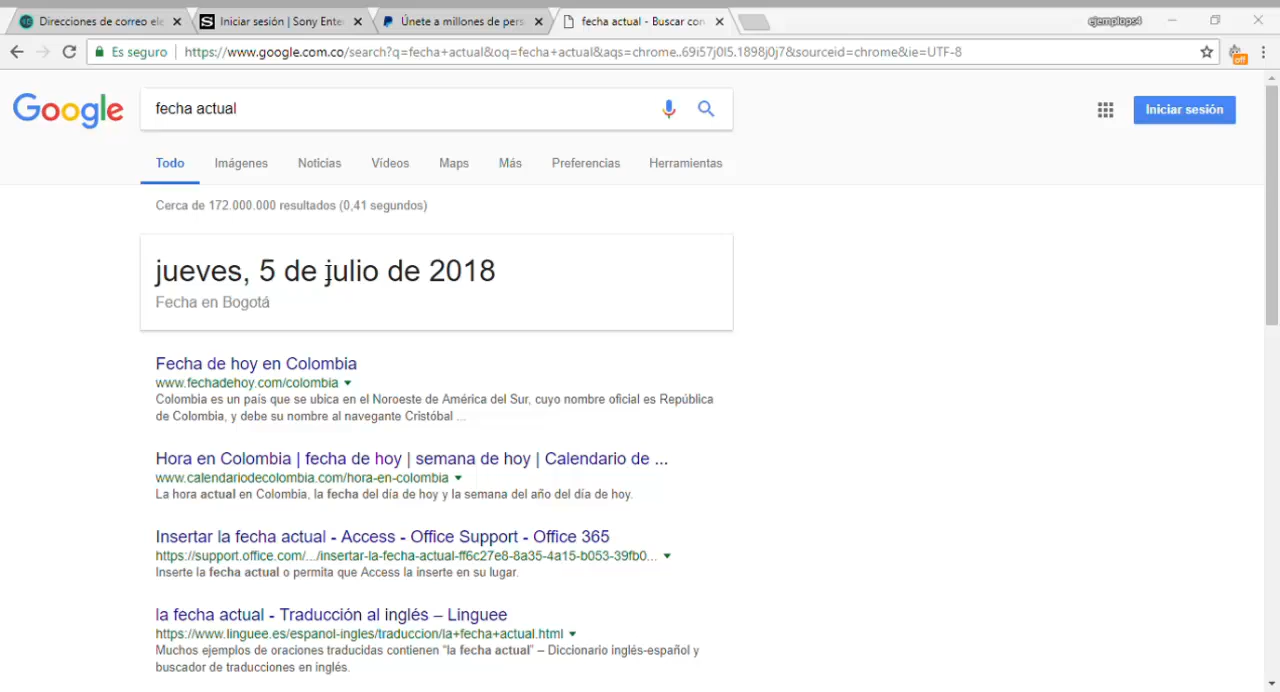 Direcciones de correo ele
Iniciar sesión | Sony Ente
Únete a millones de pers
fecha actual - Buscar con
ejemplops4
Es seguro | https://www.google.com.co/search?q=fecha+actual&oq=fecha+actual&aqs=chrome..69i57j0l5.1898j0j7&sourceid=chrome&ie=UTF-8
off
Google
fecha actual
Iniciar sesión
Todo Imágenes Noticias Vídeos Maps Más Preferencias Herramientas
Cerca de 172.000.000 resultados (0,41 segundos)
jueves, 5 de julio de 2018
Fecha en Bogotá
Fecha de hoy en Colombia
www.fechadehoy.com/colombia
Colombia es un país que se ubica en el Noroeste de América del Sur, cuyo nombre oficial es República
de Colombia, y debe su nombre al navegante Cristóbal ...
Hora en Colombia | fecha de hoy | semana de hoy | Calendario de ...
www.calendariodecolombia.com/hora-en-colombia
La hora actual en Colombia, la fecha del día de hoy y la semana del año del día de hoy.
Insertar la fecha actual - Access - Office Support - Office 365
https://support.office.com/.../insertar-la-fecha-actual-ff6c27e8-8a35-4a15-b053-39fb0...
Inserte la fecha actual o permita que Access la inserte en su lugar.
la fecha actual - Traducción al inglés – Linguee
https://www.linguee.es/espanol-ingles/traduccion/la+fecha+actual.html
Muchos ejemplos de oraciones traducidas contienen “la fecha actual” – Diccionario inglés-español y
buscador de traducciones en inglés.